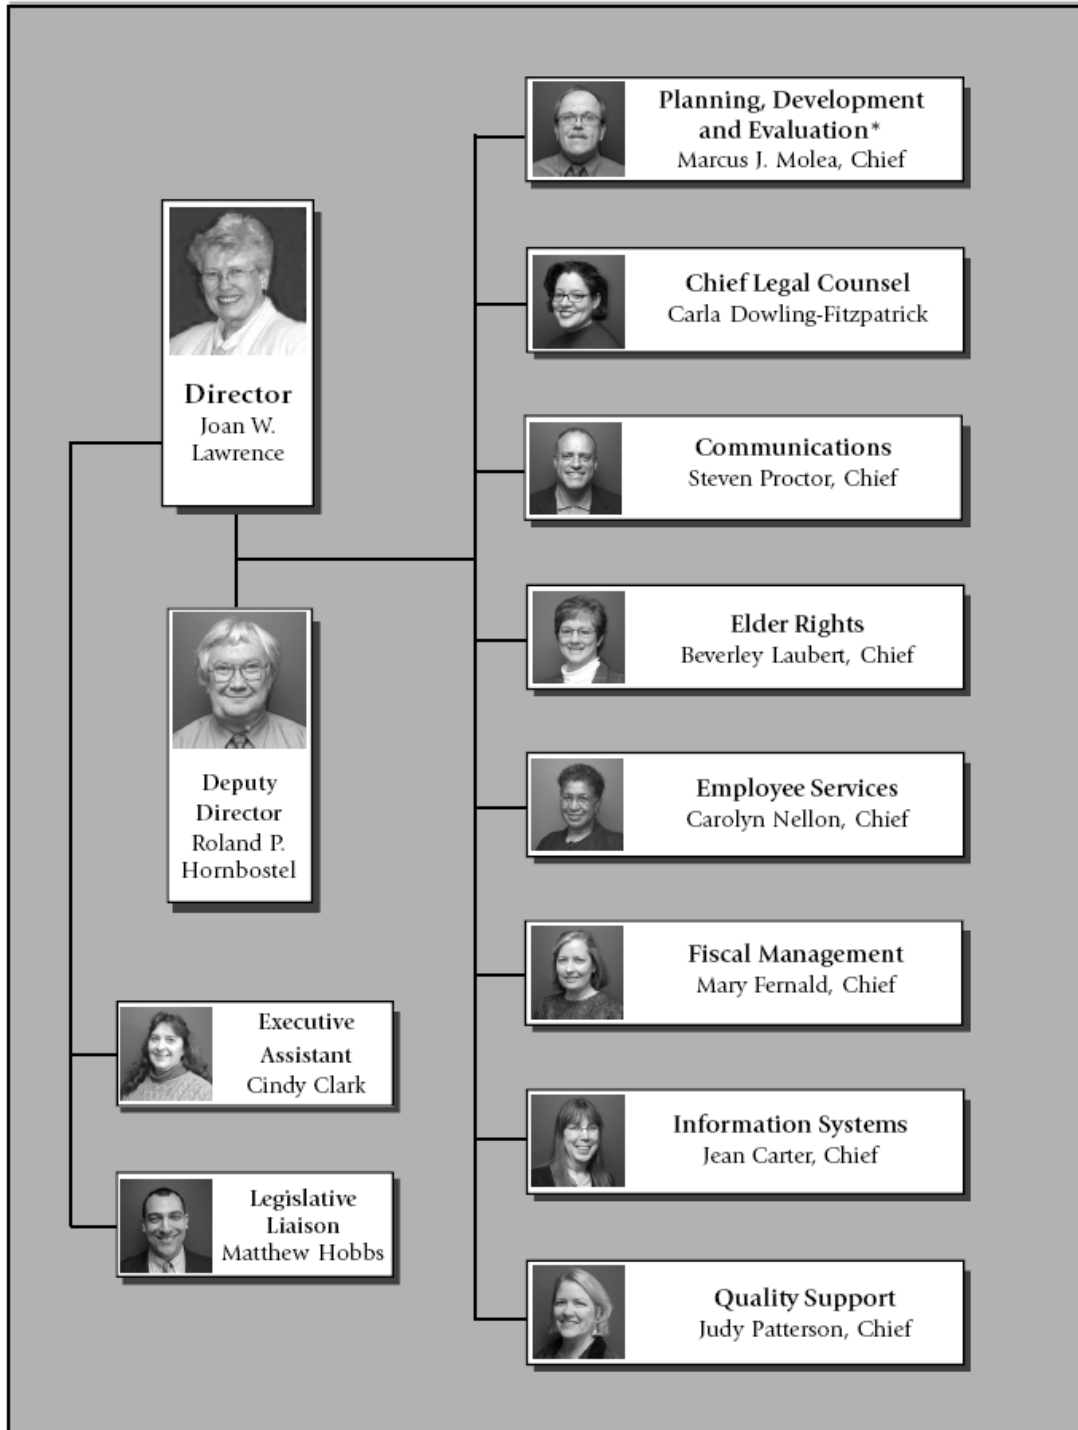 Planning, Development
and Evaluation*
Marcus J. Molea, Chief
Chief Legal Counsel
Carla Dowling-Fitzpatrick
Director
Joan W.
Lawrence
Communications
Steven Proctor, Chief
Elder Rights
Beverley Laubert, Chief
Deputy
Director
Roland P.
Hornbostel
Employee Services
Carolyn Nellon, Chief
Fiscal Management
Mary Fernald, Chief
Executive
Assistant
Cindy Clark
Information Systems
Jean Carter, Chief
Legislative
Liaison
Matthew Hobbs
Quality Support
Judy Patterson, Chief